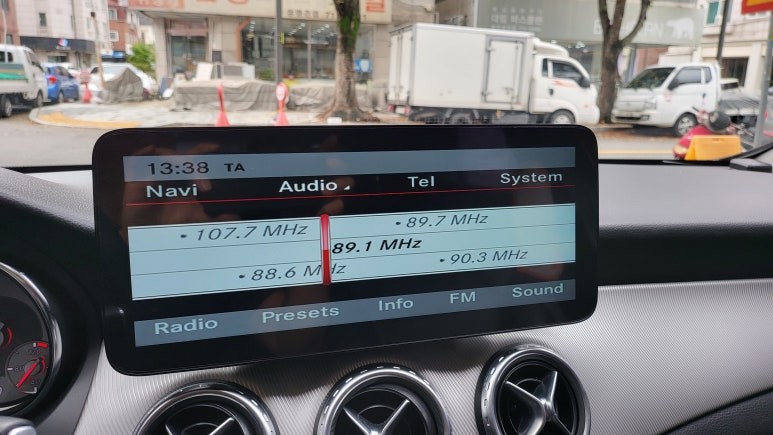 13:38 TA
Navi Audio Tel System
107.7 MHz 89.7 MHz
89.1 MHz
88.6 MHz 90.3 MHz
Radio Presets Info FM Sound